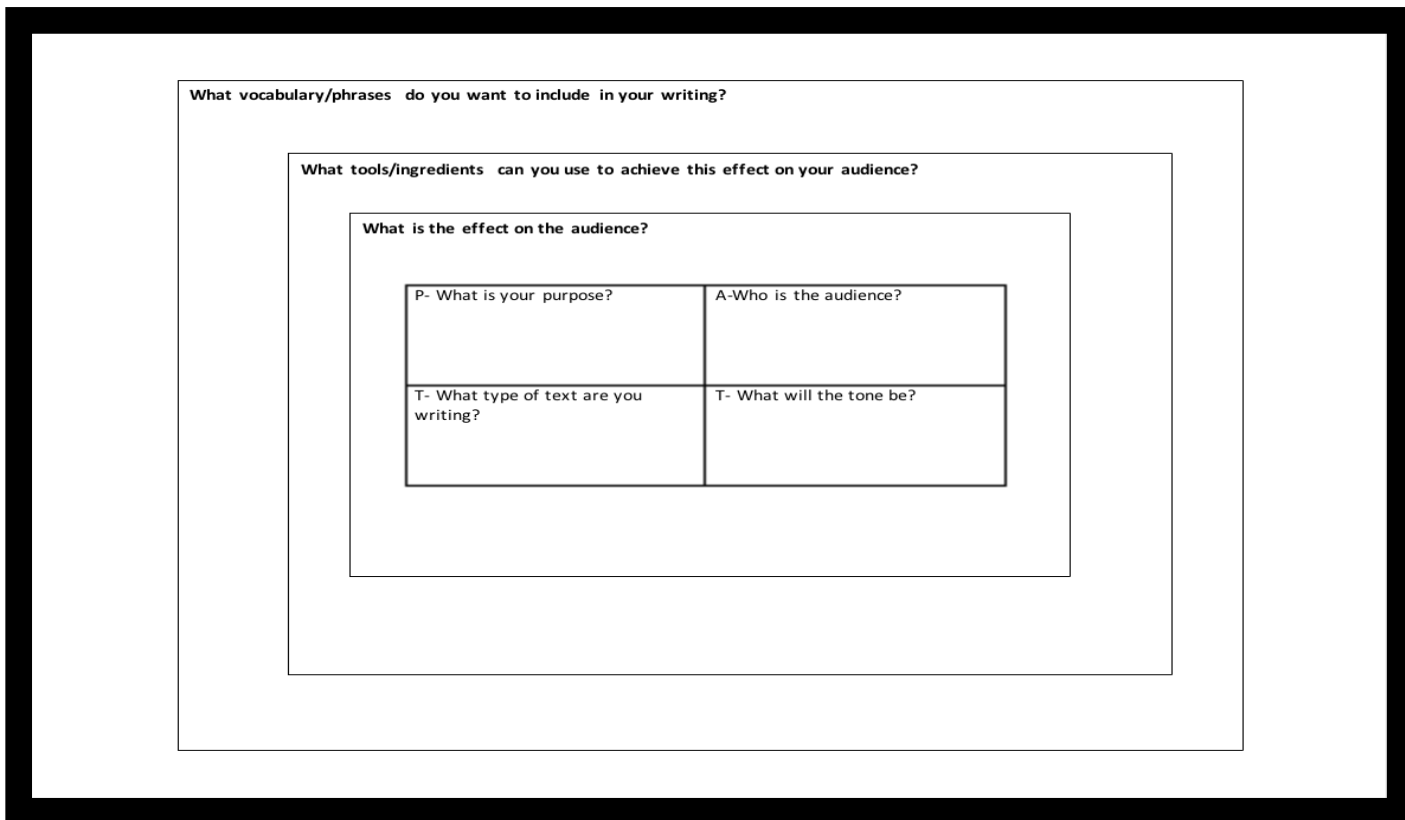 What vocabulary/phrases do you want to include in your writing?
What tools/ingredients can you use to achieve this effect on your audience?
What is the effect on the audience?
P- What is your purpose?
A-Who is the audience?
T- What type of text are you
writing?
T- What will the tone be?